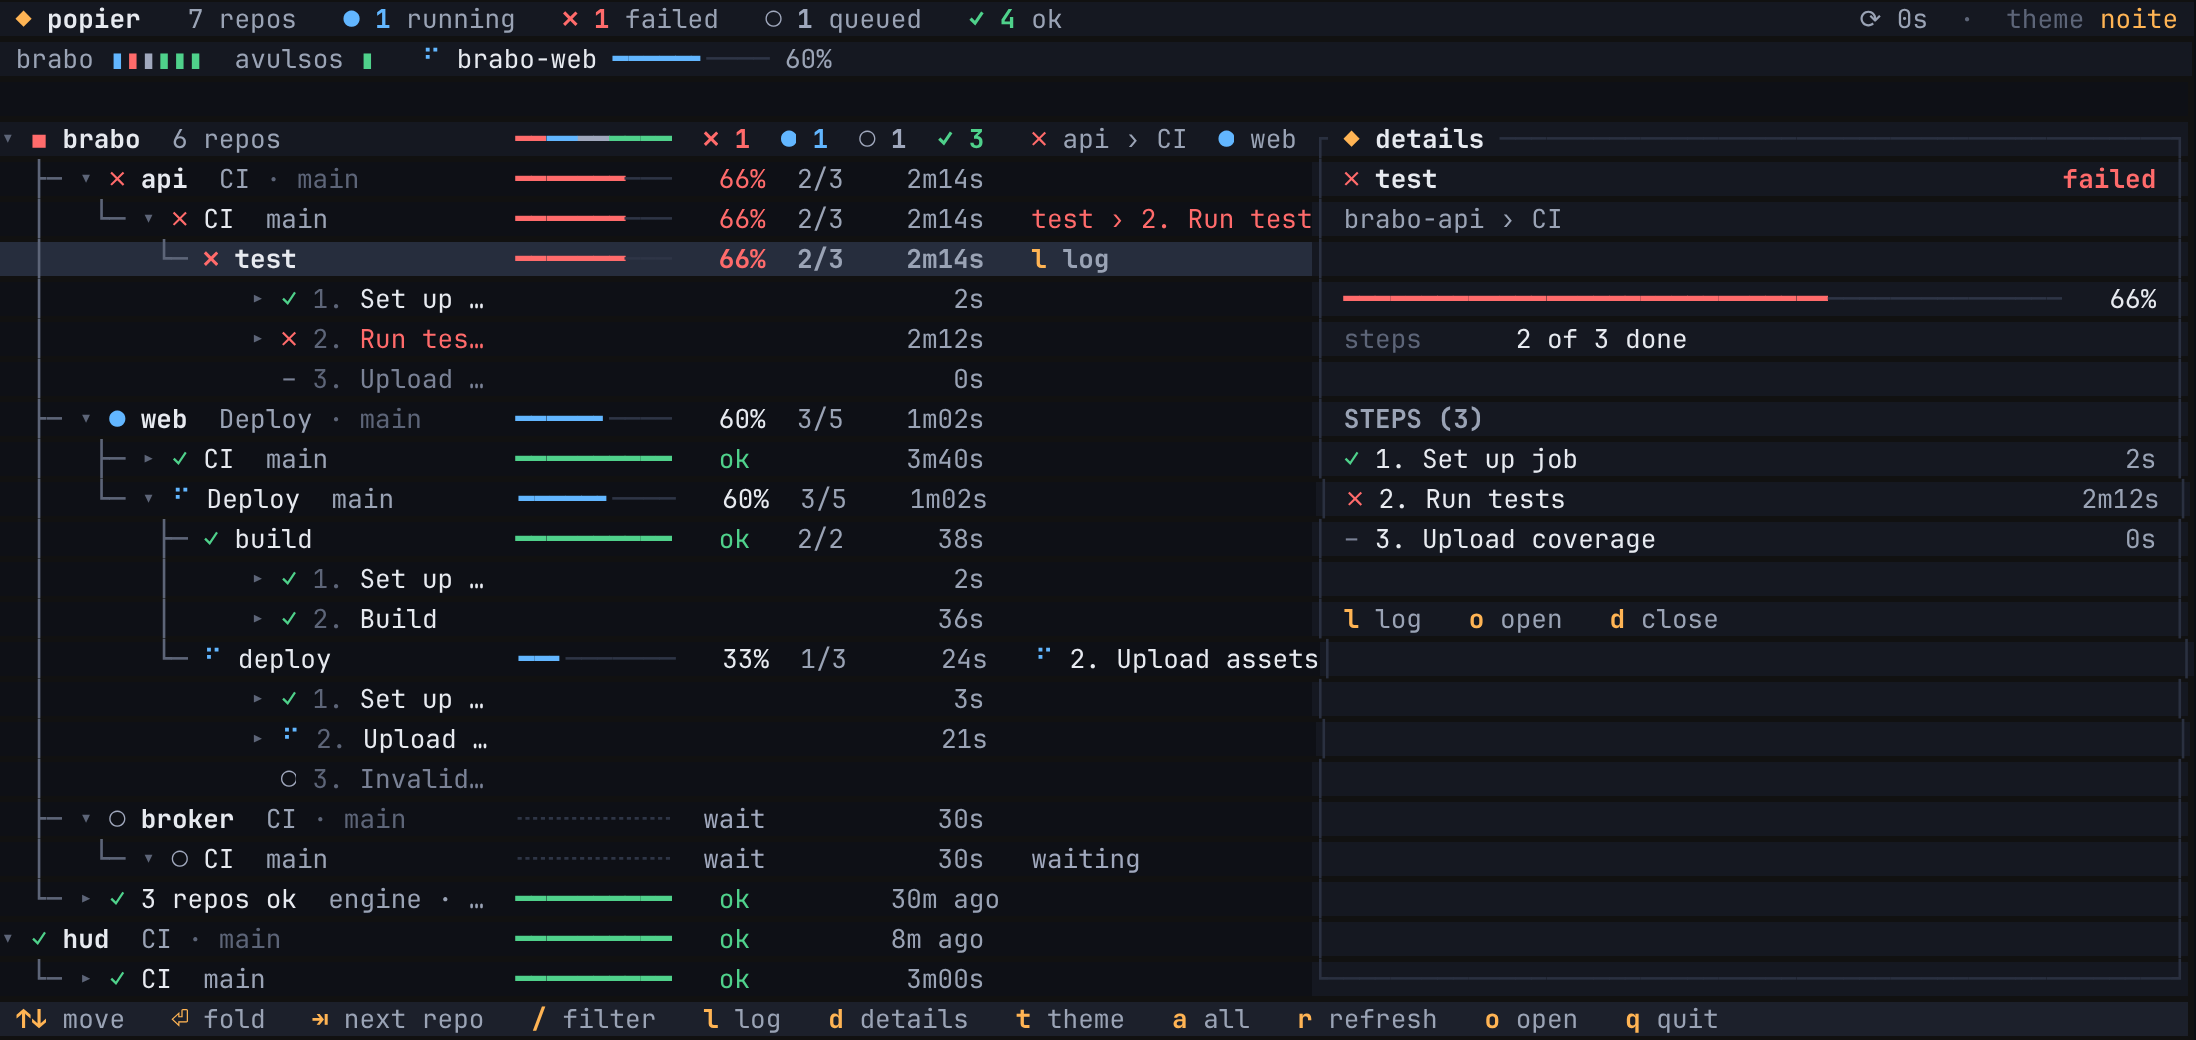 ◆ popier 7 repos ● 1 running ✕ 1 failed ○ 1 queued ✓ 4 ok ⟳ 0s · theme noite
brabo avulsos brabo-web 60%
▾ ■ brabo 6 repos ✕ 1 ● 1 ○ 1 ✓ 3 ✕ api › CI ● web
▾ ✕ api CI · main 66% 2/3 2m14s
▾ ✕ CI main 66% 2/3 2m14s test › 2. Run test
✕ test 66% 2/3 2m14s l log
▸ ✓ 1. Set up … 2s
▸ ✕ 2. Run tes… 2m12s
– 3. Upload … 0s
▾ ● web Deploy · main 60% 3/5 1m02s
▸ ✓ CI main ok 3m40s
▾ Deploy main 60% 3/5 1m02s
✓ build ok 2/2 38s
▸ ✓ 1. Set up … 2s
▸ ✓ 2. Build 36s
deploy 33% 1/3 24s 2. Upload assets
▸ ✓ 1. Set up … 3s
▸ 2. Upload … 21s
○ 3. Invalid…
▾ ○ broker CI · main wait 30s
▾ ○ CI main wait 30s waiting
▸ ✓ 3 repos ok engine · … ok 30m ago
▾ ✓ hud CI · main ok 8m ago
▸ ✓ CI main ok 3m00s
◆ details
✕ test failed
brabo-api › CI
66%
steps 2 of 3 done
STEPS (3)
✓ 1. Set up job 2s
✕ 2. Run tests 2m12s
– 3. Upload coverage 0s
l log o open d close
↑↓ move ⏎ fold ⇥ next repo / filter l log d details t theme a all r refresh o open q quit